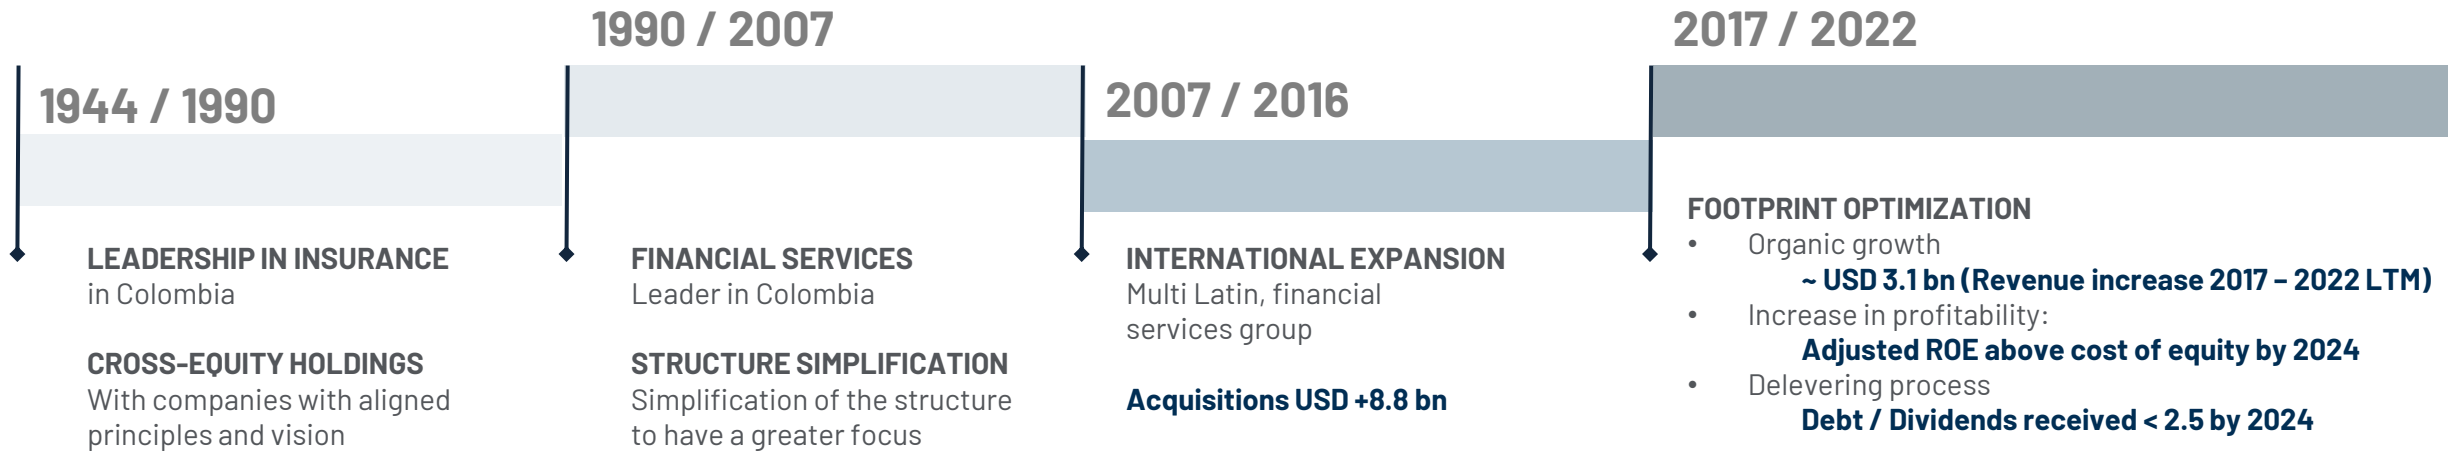 1944 / 1990
LEADERSHIP IN INSURANCE
in Colombia
CROSS-EQUITY HOLDINGS
With companies with aligned
principles and vision
1990 / 2007
FINANCIAL SERVICES
Leader in Colombia
STRUCTURE SIMPLIFICATION
Simplification of the structure
to have a greater focus
2007 / 2016
INTERNATIONAL EXPANSION
Multi Latin, financial
services group
Acquisitions USD +8.8 bn
2017 / 2022
FOOTPRINT OPTIMIZATION
• Organic growth
~ USD 3.1 bn (Revenue increase 2017 – 2022 LTM)
• Increase in profitability:
Adjusted ROE above cost of equity by 2024
• Delevering process
Debt / Dividends received < 2.5 by 2024